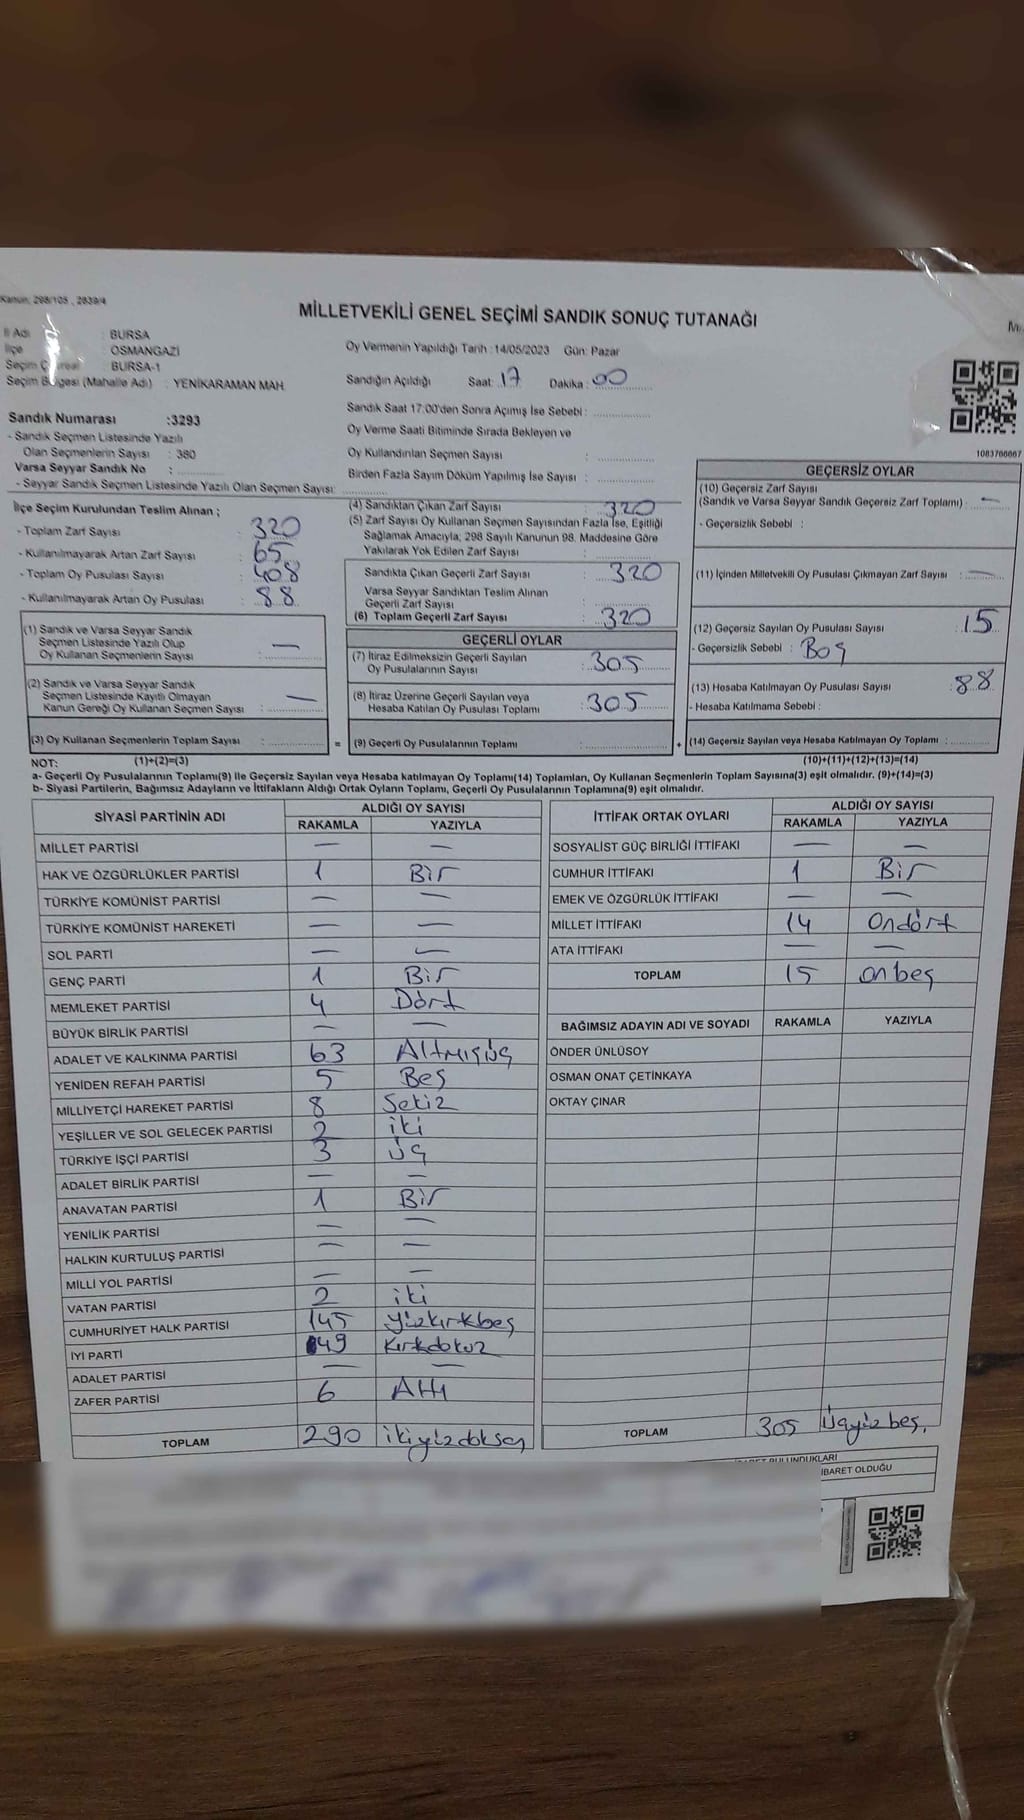 Kanun, 298/105 , 2839/4
MİLLETVEKİLİ GENEL SEÇİMİ SANDIK SONUÇ TUTANAĞI
İl Adı : BURSA
İlçe : OSMANGAZİ
Seçim Çevresi : BURSA-1
Seçim Bölgesi (Mahalle Adı) : YENİKARAMAN MAH.
Oy Vermenin Yapıldığı Tarih :14/05/2023 Gün: Pazar
Sandığın Açıldığı Saat: 17 Dakika : 00
Sandık Numarası :3293
- Sandık Seçmen Listesinde Yazılı
Olan Seçmenlerin Sayısı : 380
Varsa Seyyar Sandık No :
- Seyyar Sandık Seçmen Listesinde Yazılı Olan Seçmen Sayısı:
Sandık Saat 17:00'den Sonra Açımış İse Sebebi :
Oy Verme Saati Bitiminde Sırada Bekleyen ve
Oy Kullandırılan Seçmen Sayısı :
Birden Fazla Sayım Döküm Yapılmış İse Sayısı :
1083766667
İlçe Seçim Kurulundan Teslim Alınan ;
- Toplam Zarf Sayısı : 320
- Kullanılmayarak Artan Zarf Sayısı : 65
- Toplam Oy Pusulası Sayısı : 408
- Kullanılmayarak Artan Oy Pusulası : 88
(1) Sandık ve Varsa Seyyar Sandık
Seçmen Listesinde Yazılı Olup
Oy Kullanan Seçmenlerin Sayısı : —
(2) Sandık ve Varsa Seyyar Sandık
Seçmen Listesinde Kayıtlı Olmayan
Kanun Gereği Oy Kullanan Seçmen Sayısı : —
(3) Oy Kullanan Seçmenlerin Toplam Sayısı :
(4) Sandıktan Çıkan Zarf Sayısı : 320
(5) Zarf Sayısı Oy Kullanan Seçmen Sayısından Fazla İse, Eşitliği
Sağlamak Amacıyla; 298 Sayılı Kanunun 98. Maddesine Göre
Yakılarak Yok Edilen Zarf Sayısı :
Sandıkta Çıkan Geçerli Zarf Sayısı : 320
Varsa Seyyar Sandıktan Teslim Alınan
Geçerli Zarf Sayısı :
(6) Toplam Geçerli Zarf Sayısı : 320
GEÇERLİ OYLAR
(7) İtiraz Edilmeksizin Geçerli Sayılan
Oy Pusulalarının Sayısı : 305
(8) İtiraz Üzerine Geçerli Sayılan veya
Hesaba Katılan Oy Pusulası Toplamı : 305
= (9) Geçerli Oy Pusulalarının Toplamı :
GEÇERSİZ OYLAR
(10) Geçersiz Zarf Sayısı
(Sandık ve Varsa Seyyar Sandık Geçersiz Zarf Toplamı) : —
- Geçersizlik Sebebi :
(11) İçinden Milletvekili Oy Pusulası Çıkmayan Zarf Sayısı : —
(12) Geçersiz Sayılan Oy Pusulası Sayısı : 15
- Geçersizlik Sebebi : Boş
(13) Hesaba Katılmayan Oy Pusulası Sayısı : 88
- Hesaba Katılmama Sebebi :
+ (14) Geçersiz Sayılan veya Hesaba Katılmayan Oy Toplamı :
NOT: (1)+(2)=(3) (10)+(11)+(12)+(13)=(14)
a- Geçerli Oy Pusulalarının Toplamı(9) ile Geçersiz Sayılan veya Hesaba katılmayan Oy Toplamı(14) Toplamları, Oy Kullanan Seçmenlerin Toplam Sayısına(3) eşit olmalıdır. (9)+(14)=(3)
b- Siyasi Partilerin, Bağımsız Adayların ve İttifakların Aldığı Ortak Oyların Toplamı, Geçerli Oy Pusulalarının Toplamına(9) eşit olmalıdır.
SİYASİ PARTİNİN ADI ALDIĞI OY SAYISI
RAKAMLA YAZIYLA
MİLLET PARTİSİ — —
HAK VE ÖZGÜRLÜKLER PARTİSİ 1 Bir
TÜRKİYE KOMÜNİST PARTİSİ — —
TÜRKİYE KOMÜNİST HAREKETİ — —
SOL PARTİ — —
GENÇ PARTİ 1 Bir
MEMLEKET PARTİSİ 4 Dört
BÜYÜK BİRLİK PARTİSİ — —
ADALET VE KALKINMA PARTİSİ 63 Altmışüç
YENİDEN REFAH PARTİSİ 5 Beş
MİLLİYETÇİ HAREKET PARTİSİ 8 Sekiz
YEŞİLLER VE SOL GELECEK PARTİSİ 2 iki
TÜRKİYE İŞÇİ PARTİSİ 3 üç
ADALET BİRLİK PARTİSİ — —
ANAVATAN PARTİSİ 1 Bir
YENİLİK PARTİSİ — —
HALKIN KURTULUŞ PARTİSİ — —
MİLLİ YOL PARTİSİ — —
VATAN PARTİSİ 2 iki
CUMHURİYET HALK PARTİSİ 145 yüzkırkbeş
İYİ PARTİ 49 kırkdokuz
ADALET PARTİSİ — —
ZAFER PARTİSİ 6 Altı
TOPLAM 290 ikiyüzdoksan
İTTİFAK ORTAK OYLARI ALDIĞI OY SAYISI
RAKAMLA YAZIYLA
SOSYALİST GÜÇ BİRLİĞİ İTTİFAKI — —
CUMHUR İTTİFAKI 1 Bir
EMEK VE ÖZGÜRLÜK İTTİFAKI — —
MİLLET İTTİFAKI 14 Ondört
ATA İTTİFAKI — —
TOPLAM 15 onbeş
BAĞIMSIZ ADAYIN ADI VE SOYADI RAKAMLA YAZIYLA
ÖNDER ÜNLÜSOY
OSMAN ONAT ÇETİNKAYA
OKTAY ÇINAR
TOPLAM 305 üçyüzbeş.
BULUNDUKLARI
İBARET OLDUĞU